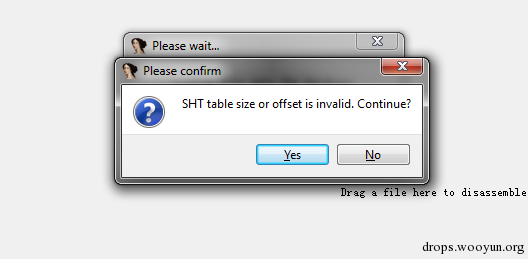 Please wait...
Please confirm
SHT table size or offset is invalid. Continue?
Yes
No
Drag a file here to disassemble
drops.wooyun.org